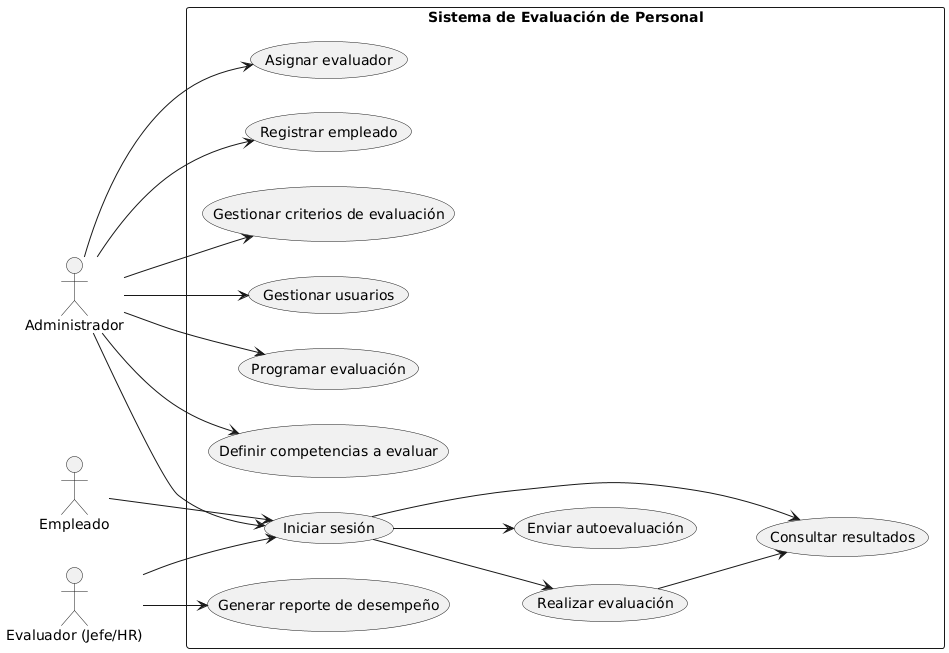 Sistema de Evaluación de Personal
Asignar evaluador
Registrar empleado
Gestionar criterios de evaluación
Gestionar usuarios
Administrador
Programar evaluación
Definir competencias a evaluar
Empleado
Iniciar sesión
Enviar autoevaluación
Consultar resultados
Realizar evaluación
Generar reporte de desempeño
Evaluador (Jefe/HR)